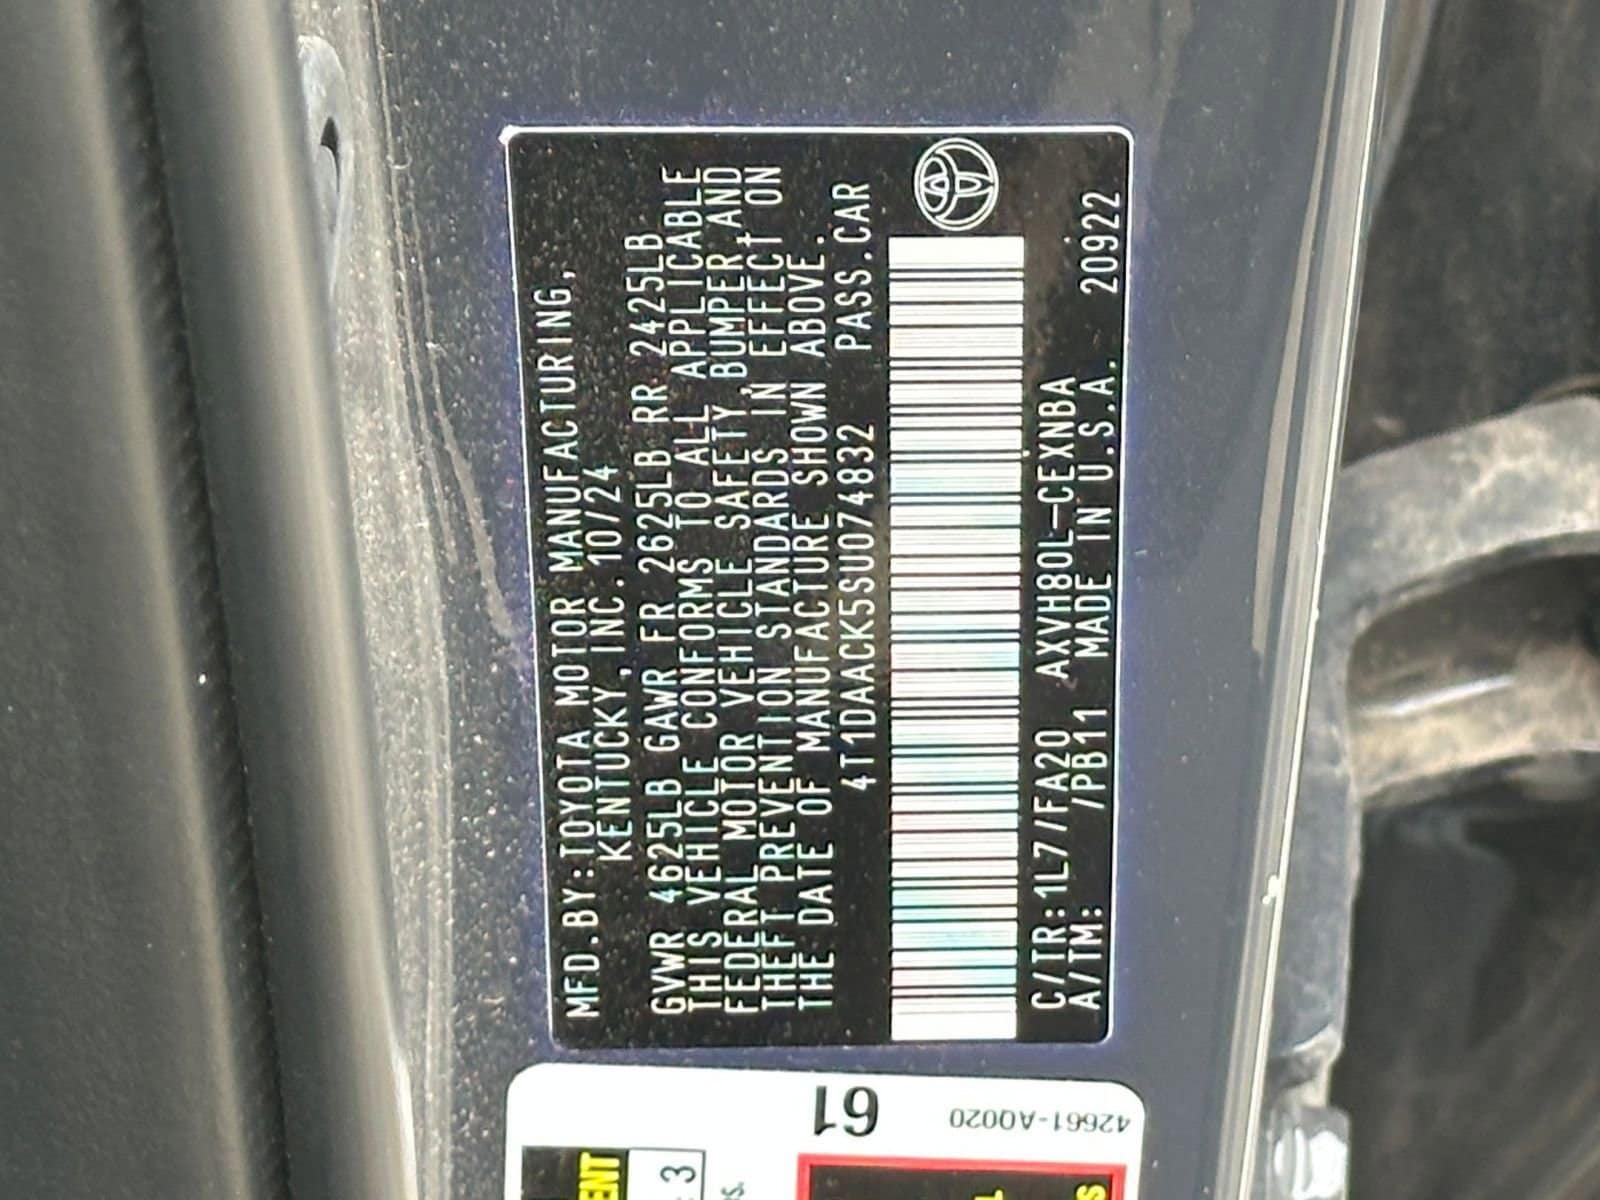 MFD.BY:TOYOTA MOTOR MANUFACTURING,
KENTUCKY, INC. 10/24
GVWR 4625LB GAWR FR 2625LB RR 2425LB
THIS VEHICLE CONFORMS TO ALL APPLICABLE
FEDERAL MOTOR VEHICLE SAFETY, BUMPER, AND
THEFT PREVENTION STANDARDS IN EFFECT ON
THE DATE OF MANUFACTURE SHOWN ABOVE.
4T1DAACK5SU074832 PASS.CAR
C/TR:1L7/FA20 AXVH80L-CEXNBA
A/TM: /PB11 MADE IN U.S.A. 20922
61
42661-A0020
ENT
3
L
S